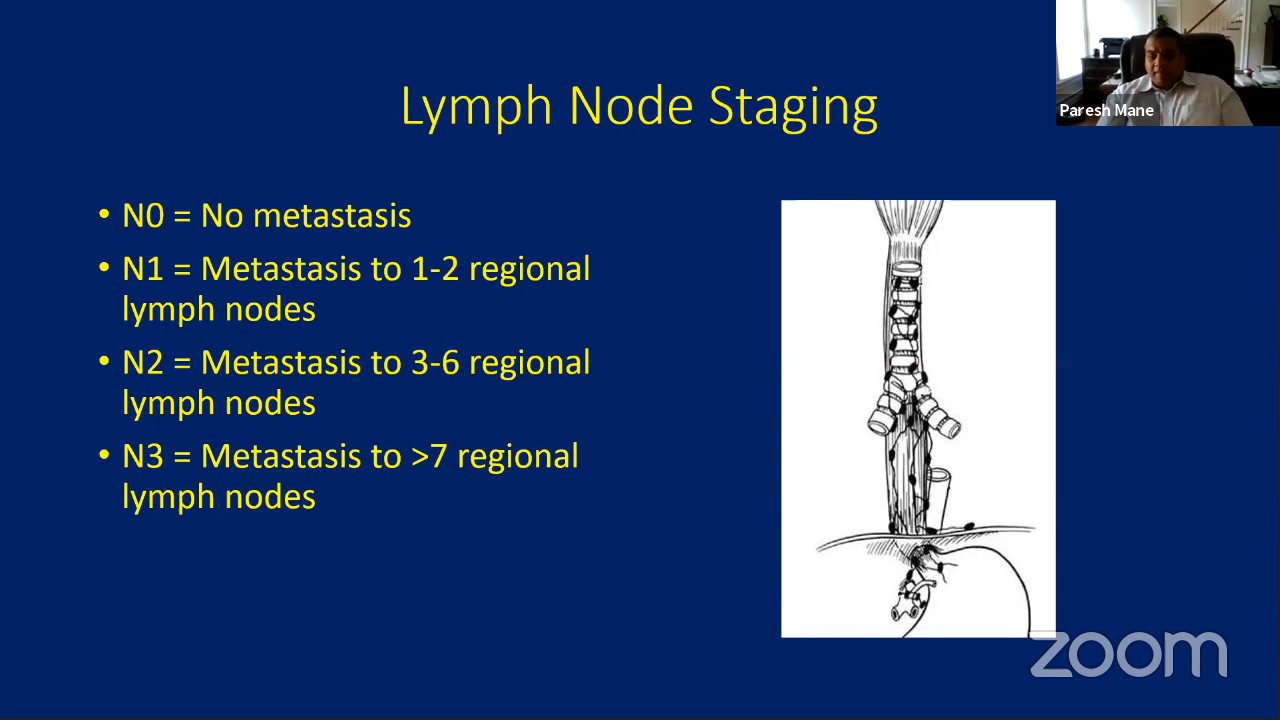 Paresh Mane
Lymph Node Staging
• N0 = No metastasis
• N1 = Metastasis to 1-2 regional
lymph nodes
• N2 = Metastasis to 3-6 regional
lymph nodes
• N3 = Metastasis to >7 regional
lymph nodes
zoom